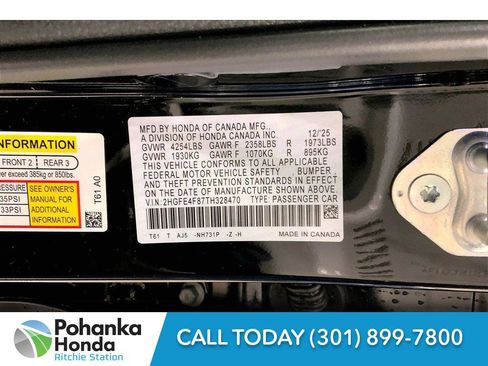 MFD.BY HONDA OF CANADA MFG.,
A DIVISION OF HONDA CANADA INC. 12/'25
GVWR 4254LBS GAWR F 2358LBS R 1973LBS
GVWR 1930KG GAWR F 1070KG R 895KG
THIS VEHICLE CONFORMS TO ALL APPLICABLE
FEDERAL MOTOR VEHICLE SAFETY, BUMPER,
AND THEFT PREVENTION STANDARDS IN EFFECT
ON THE DATE OF MANUFACTURE SHOWN ABOVE.
V.I.N:2HGFE4F87TH328470 TYPE: PASSENGER CAR
T61 T AJ5 -NH731P -Z -H MADE IN CANADA
INFORMATION
FRONT 2 REAR 3
er exceed 385kg or 850lbs.
PRESSURE
35PSI
33PSI
SEE OWNER'S
MANUAL FOR
ADDITIONAL
INFORMATION
T61 A0
Pohanka
Honda
Ritchie Station
CALL TODAY (301) 899-7800